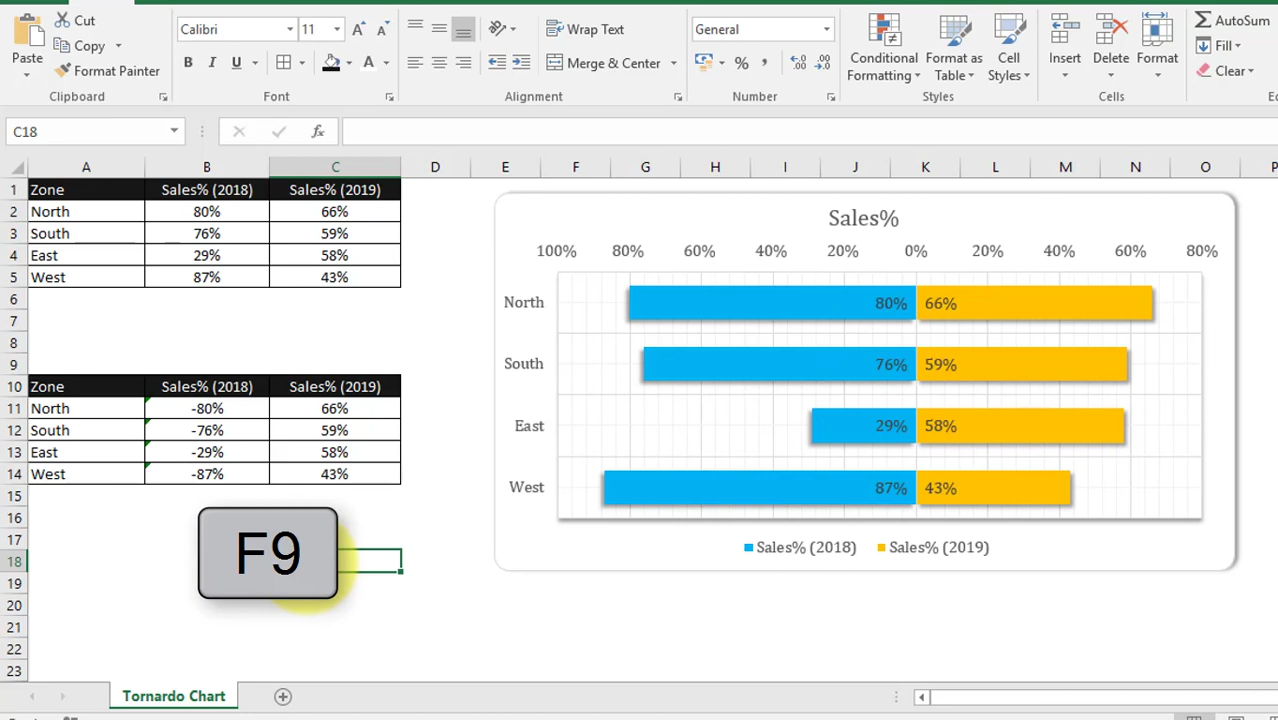 Cut
Copy
Format Painter
Paste
Clipboard
Calibri
11
B I U
Font
Wrap Text
Merge & Center
Alignment
General
%
Number
Conditional Formatting
Format as Table
Cell Styles
Styles
Insert
Delete
Format
Cells
AutoSum
Fill
Clear
C18
fx
A B C D E F G H I J K L M N O P
1 Zone Sales% (2018) Sales% (2019)
2 North 80% 66%
3 South 76% 59%
4 East 29% 58%
5 West 87% 43%
6
7
8
9
10 Zone Sales% (2018) Sales% (2019)
11 North -80% 66%
12 South -76% 59%
13 East -29% 58%
14 West -87% 43%
15
16
17
18
19
20
21
22
23
F9
Sales%
100% 80% 60% 40% 20% 0% 20% 40% 60% 80%
North 80% 66%
South 76% 59%
East 29% 58%
West 87% 43%
Sales% (2018) Sales% (2019)
Tornardo Chart